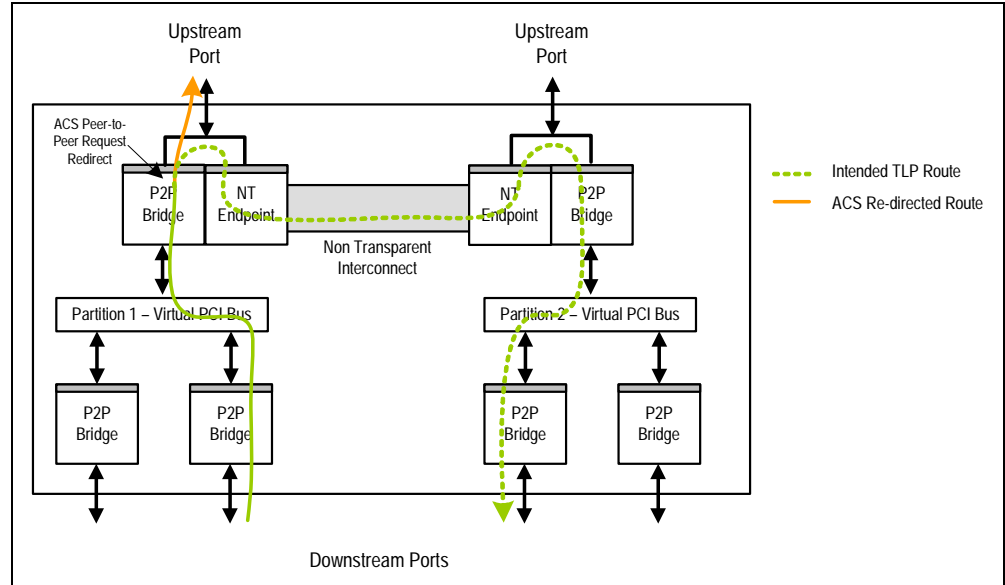 Upstream
Port
Upstream
Port
ACS Peer-to-
Peer Request
Redirect
P2P
Bridge
NT
Endpoint
NT
Endpoint
P2P
Bridge
Non Transparent
Interconnect
Intended TLP Route
ACS Re-directed Route
Partition 1 – Virtual PCI Bus
Partition 2 – Virtual PCI Bus
P2P
Bridge
P2P
Bridge
P2P
Bridge
P2P
Bridge
Downstream Ports